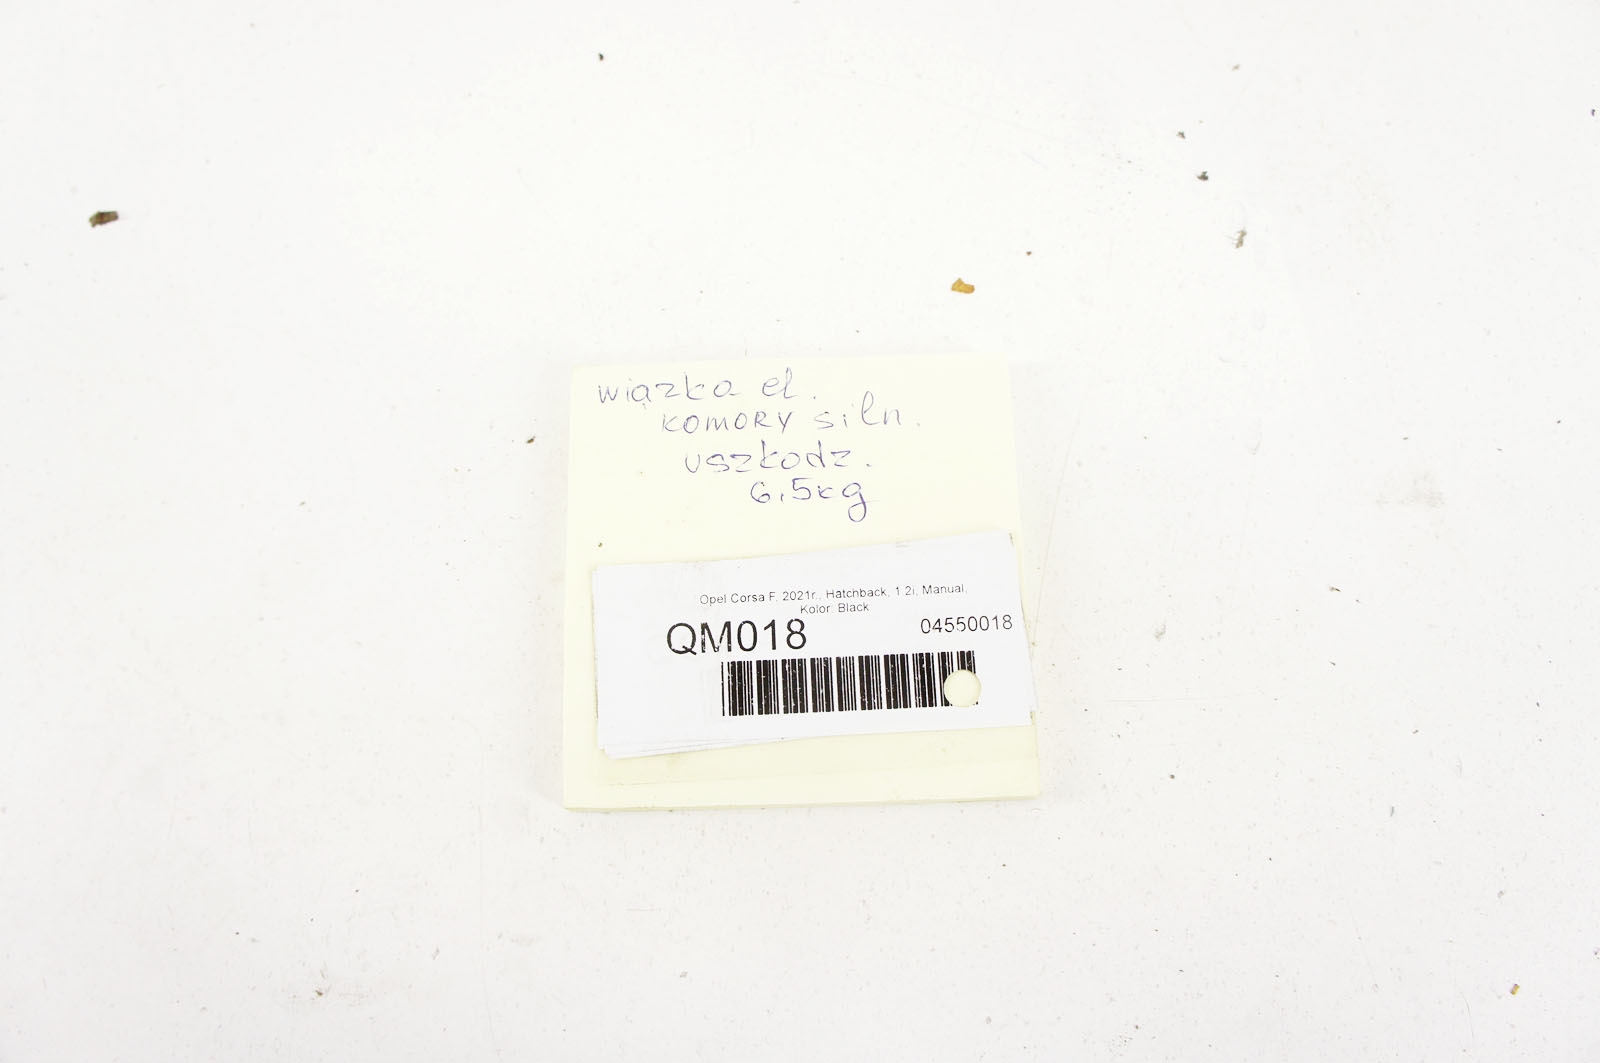 wiązka el.
komory siln.
uszkodz.
6.5kg
Opel Corsa F, 2021r., Hatchback, 1.2i, Manual,
Kolor: Black
QM018
04550018